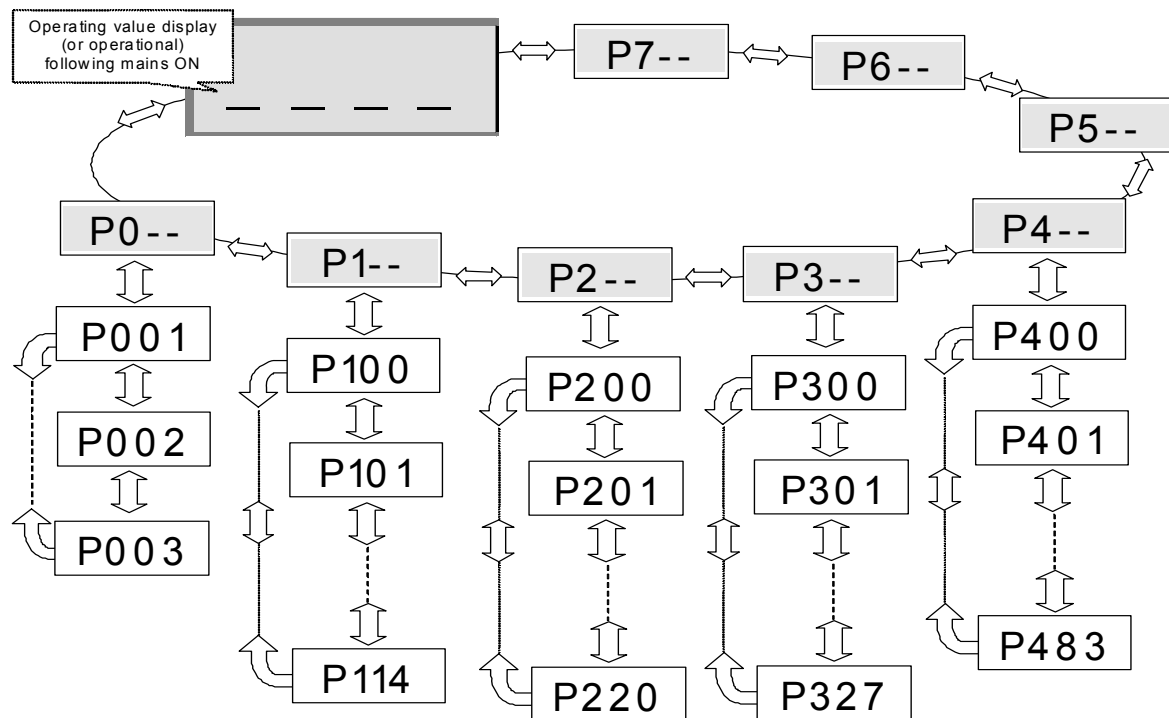 Operating value display
(or operational)
following mains ON
_ _ _ _
P7--
P6--
P5--
P0--
P1--
P2--
P3--
P4--
P001
P002
P003
P100
P101
P114
P200
P201
P220
P300
P301
P327
P400
P401
P483